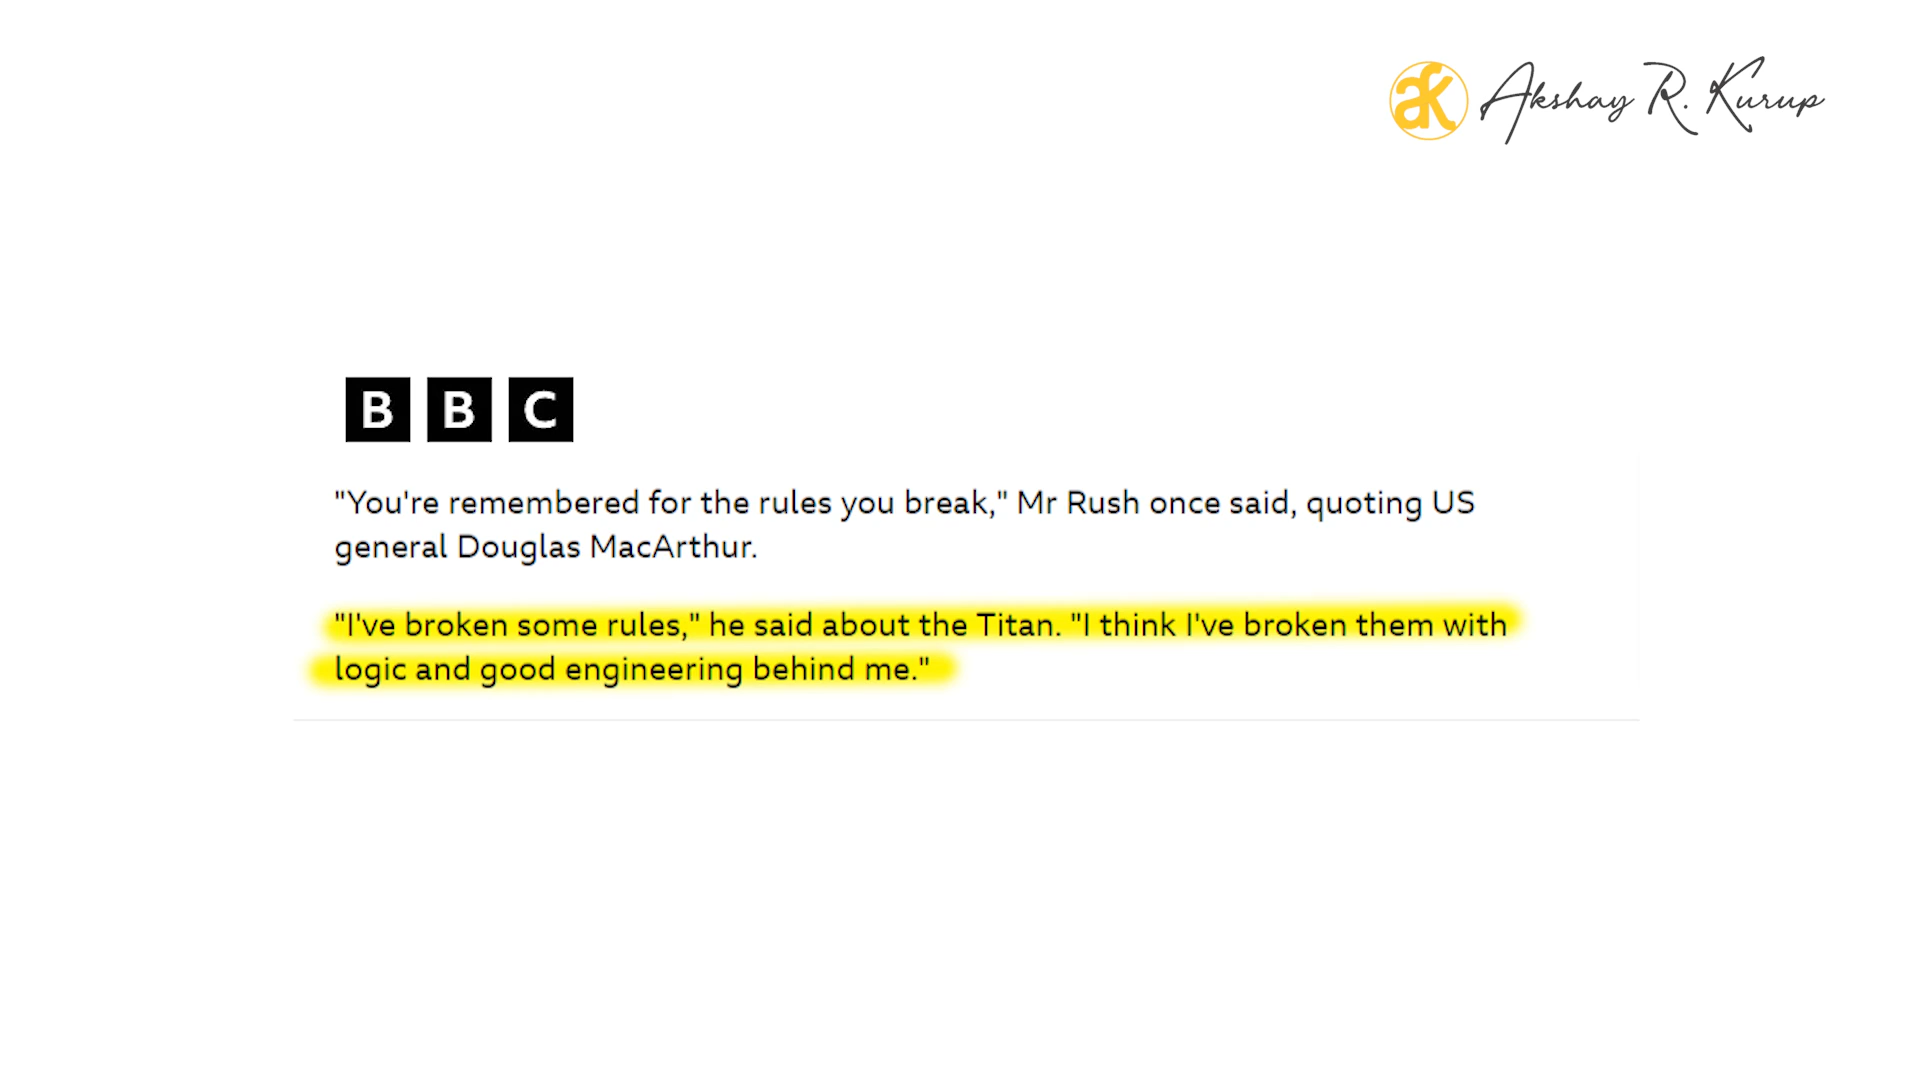 ak Akshay R. Kurup
BBC
"You're remembered for the rules you break," Mr Rush once said, quoting US
general Douglas MacArthur.
"I've broken some rules," he said about the Titan. "I think I've broken them with
logic and good engineering behind me."